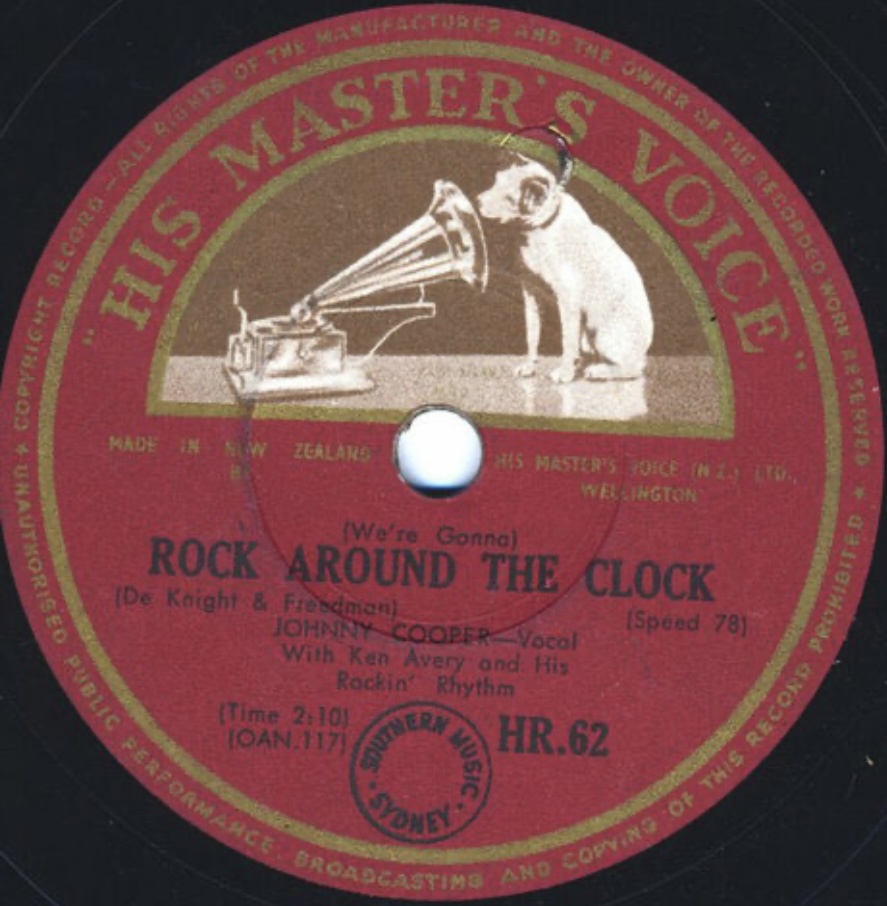 UNAUTHORISED PUBLIC PERFORMANCE, BROADCASTING AND COPYING OF THIS RECORD PROHIBITED ✦ COPYRIGHT RECORD — ALL RIGHTS OF THE MANUFACTURER AND THE OWNER OF THE RECORDED WORK RESERVED ✦
"HIS MASTER'S VOICE"
MADE IN NEW ZEALAND HIS MASTER'S VOICE (N.Z.) LTD.,
BY WELLINGTON
(We're Gonna)
ROCK AROUND THE CLOCK
(De Knight & Freedman)
(Speed 78)
JOHNNY COOPER—Vocal
With Ken Avery and His
Rockin' Rhythm
(Time 2:10)
(OAN.117)
HR.62
SOUTHERN MUSIC
· SYDNEY ·